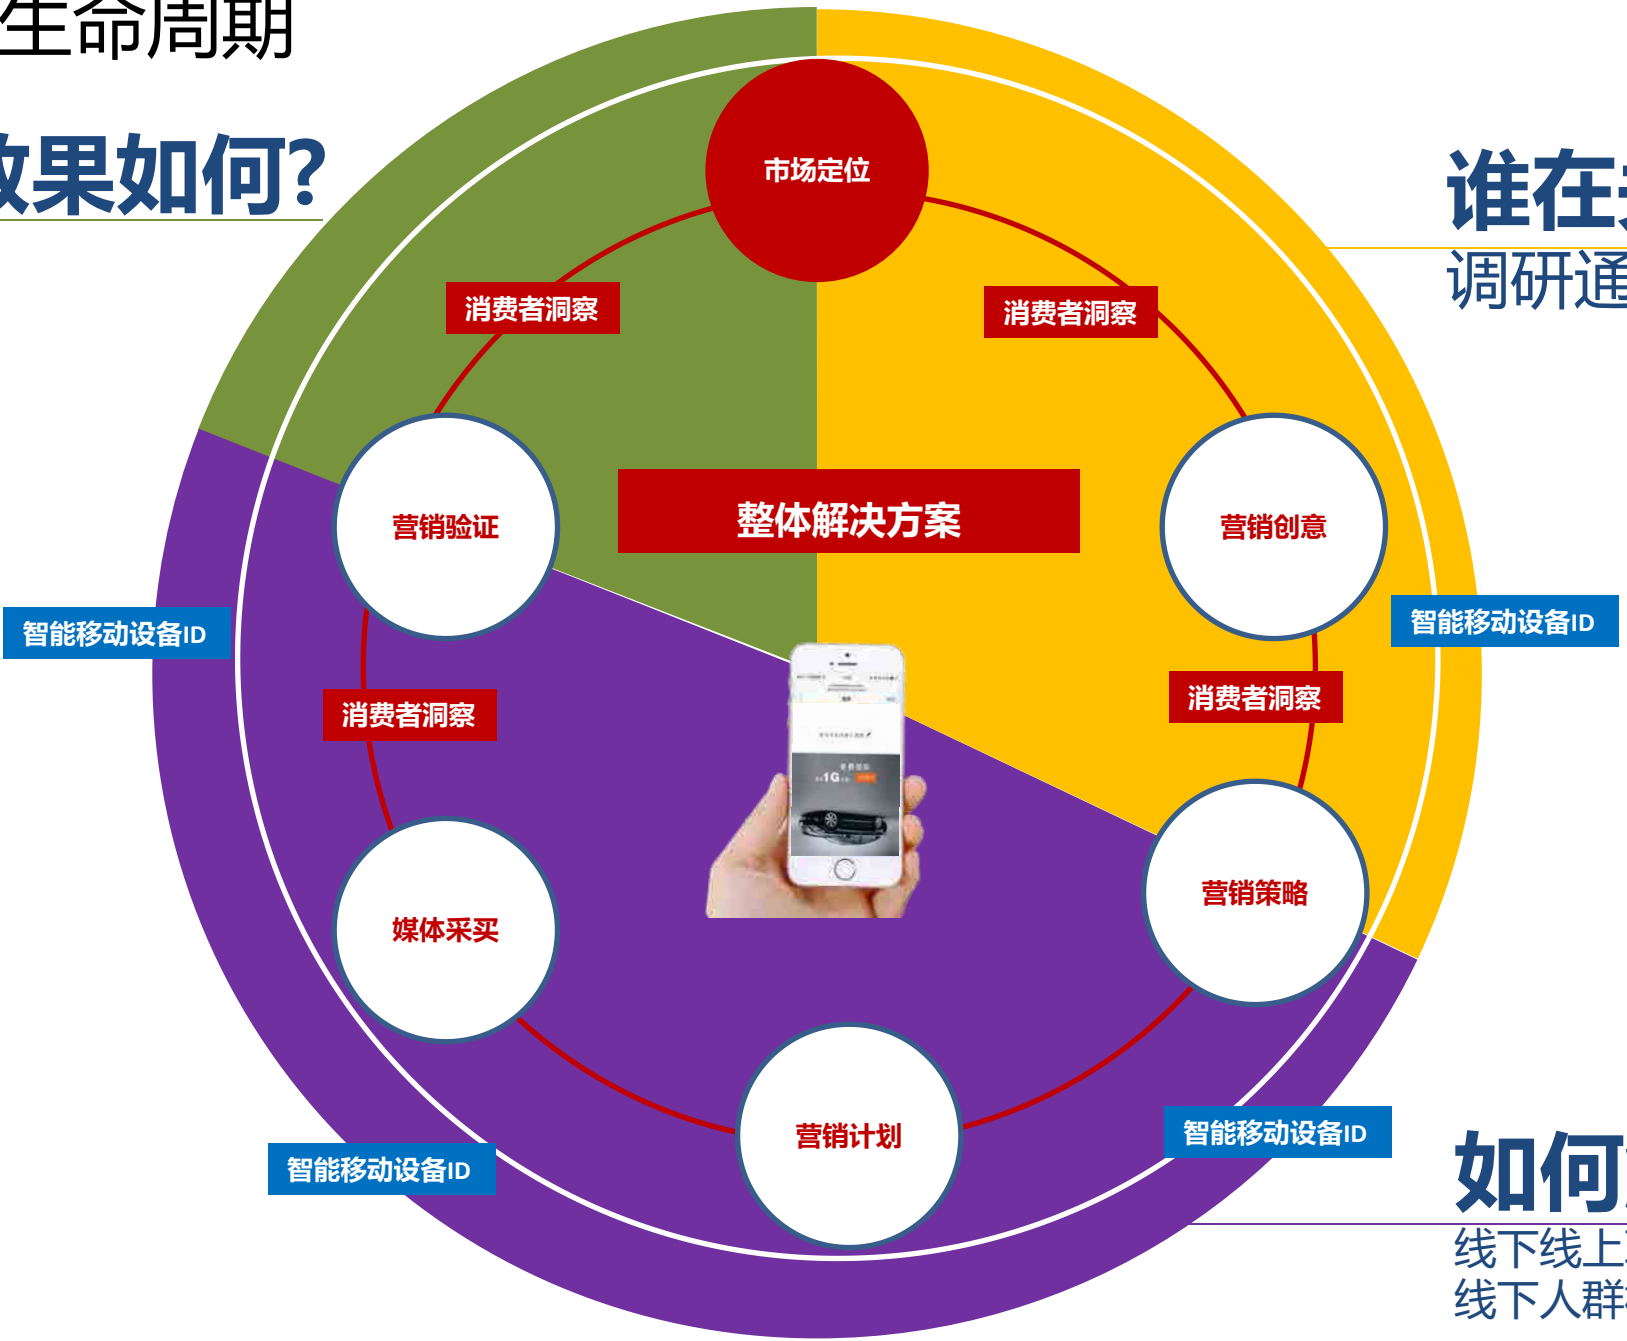 生命周期
效果如何?
谁在
调研通
市场定位
消费者洞察
消费者洞察
整体解决方案
营销验证
营销创意
智能移动设备ID
智能移动设备ID
消费者洞察
消费者洞察
1G
营销策略
媒体采买
营销计划
智能移动设备ID
智能移动设备ID
如何
线下线上
线下人群